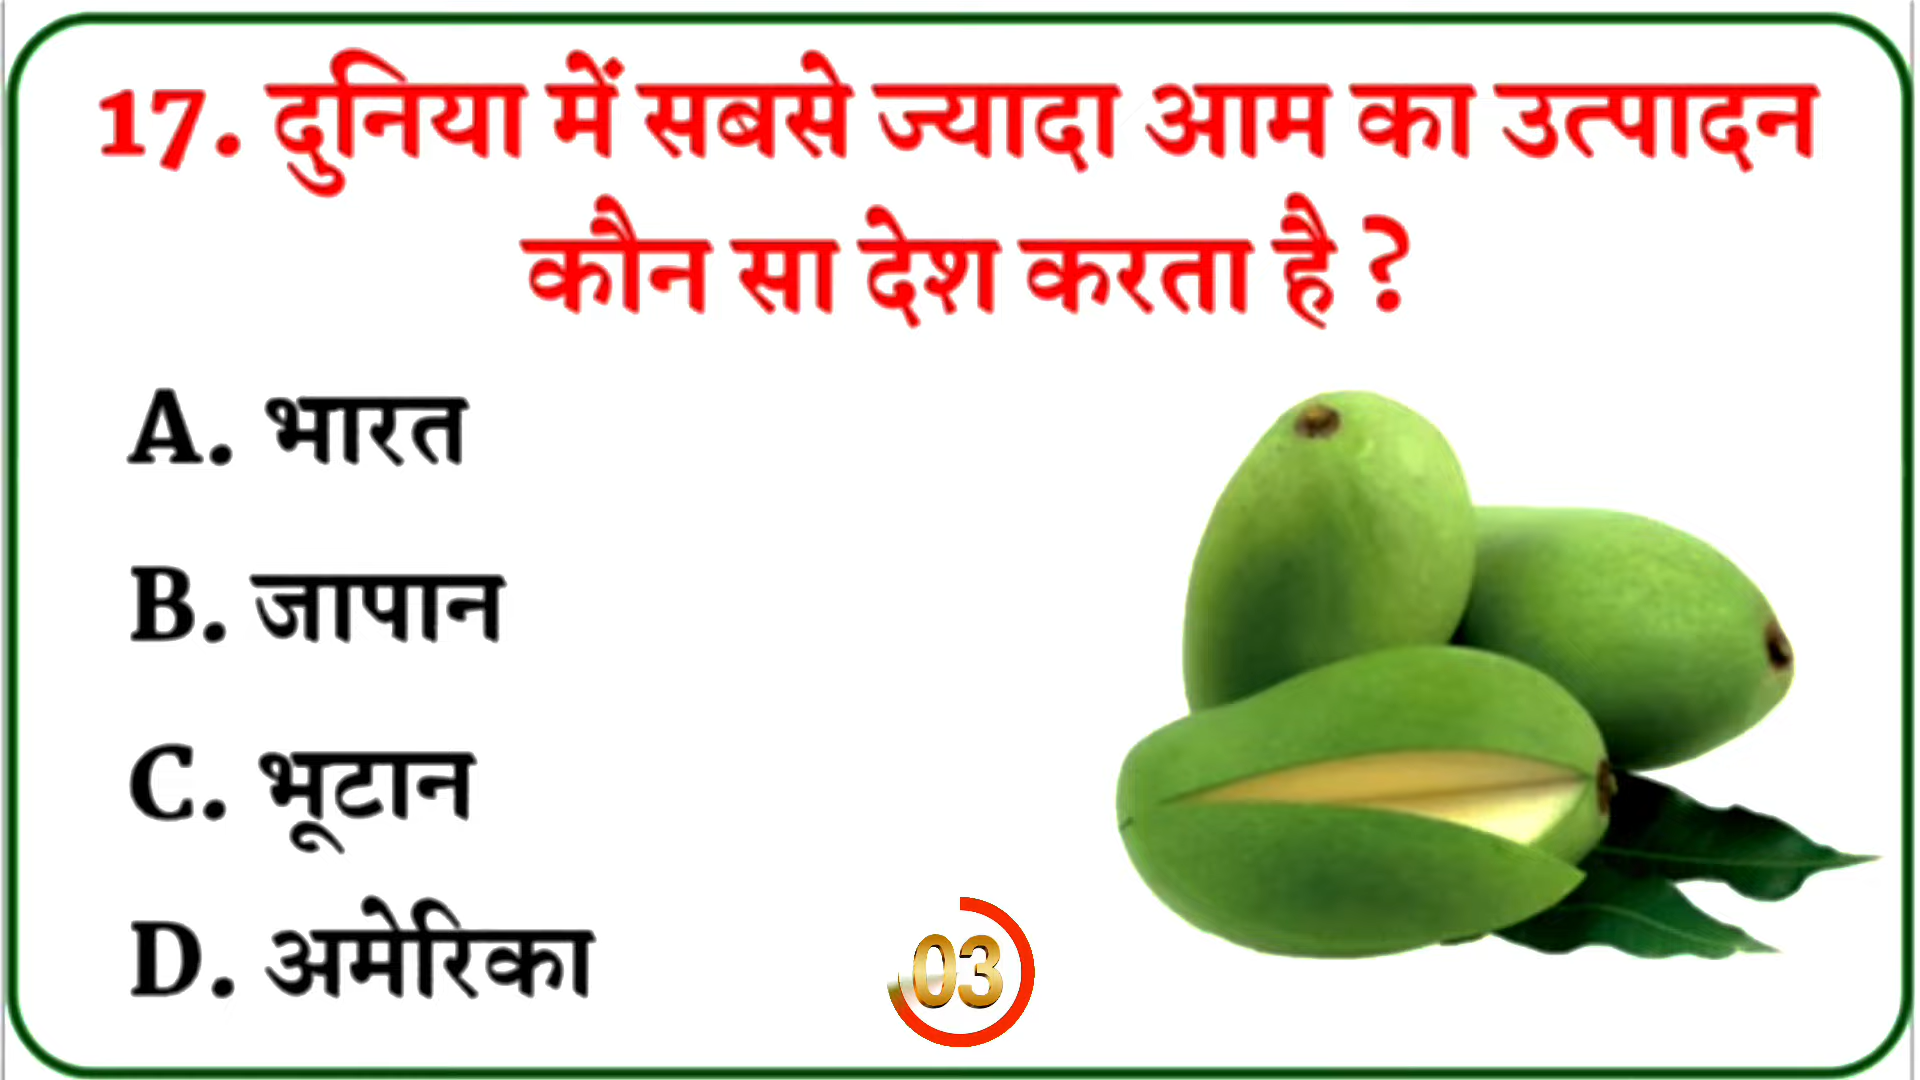 17. दुनिया में सबसे ज्यादा आम का उत्पादन
कौन सा देश करता है ?
A. भारत
B. जापान
C. भूटान
D. अमेरिका
03